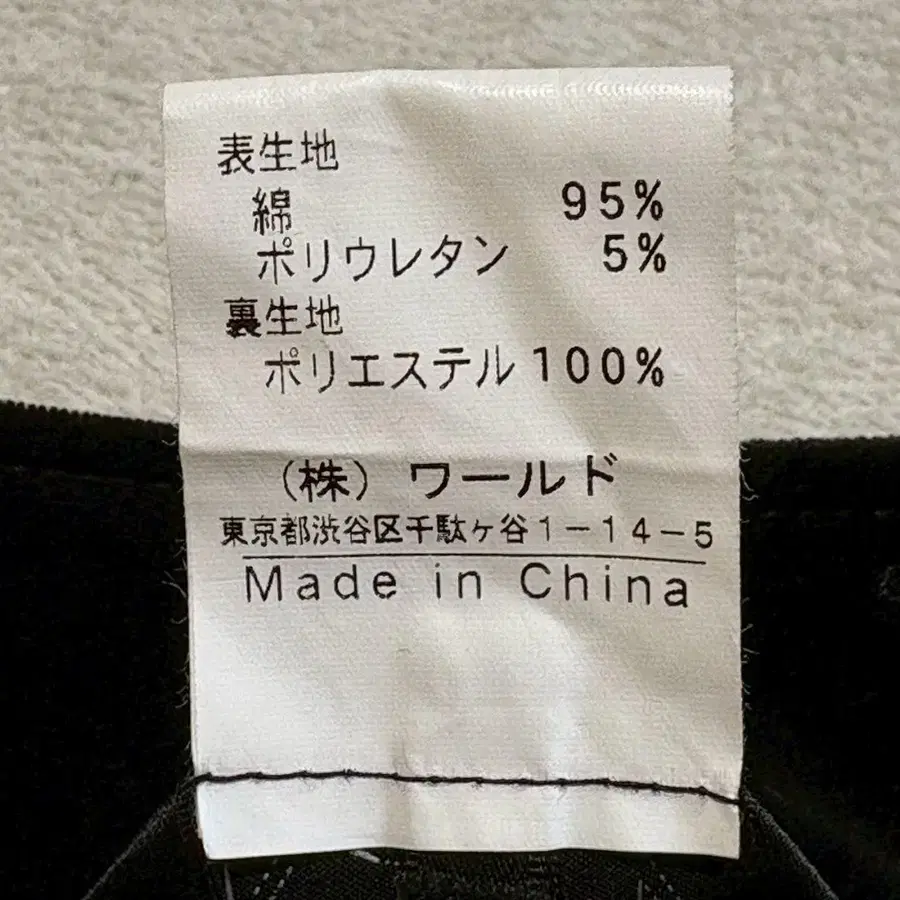 表生地
綿 95%
ポリウレタン 5%
裏生地
ポリエステル 100%
(株) ワールド
東京都渋谷区千駄ヶ谷1-14-5
Made in China